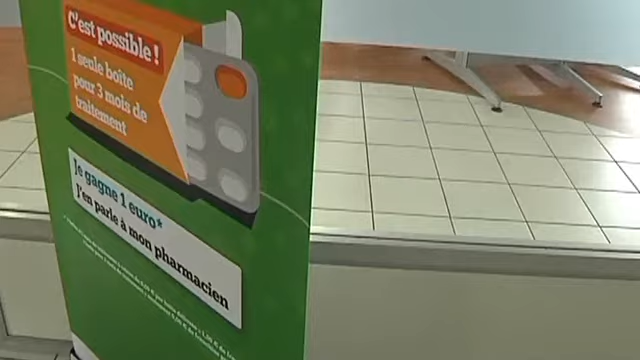 C'est possible !
1 seule boîte
pour 3 mois de
traitement
Je gagne 1 euro*
J'en parle à mon pharmacien